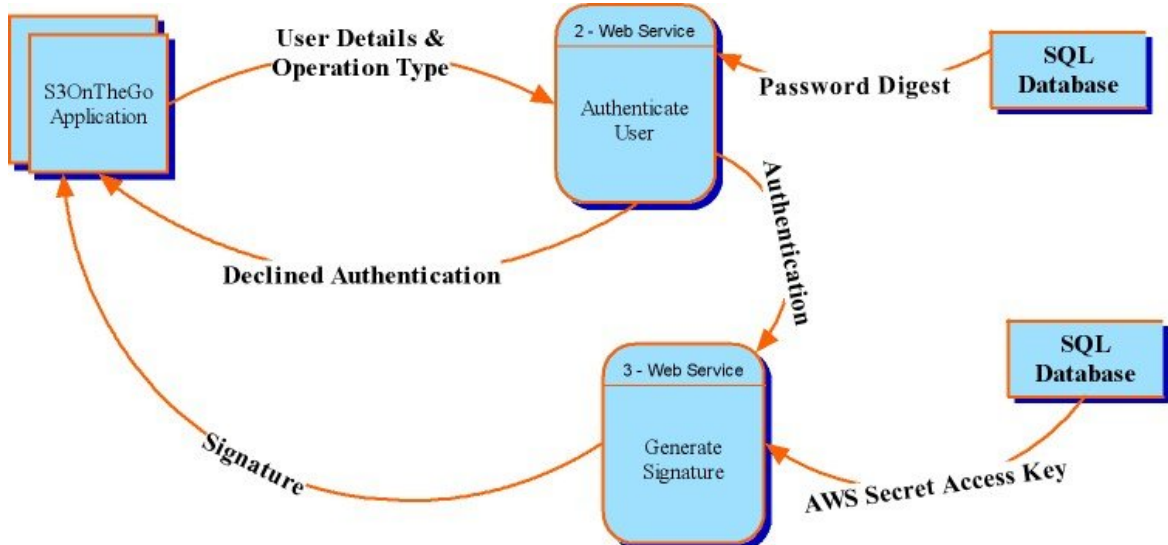 User Details &
Operation Type
S3OnTheGo
Application
2 - Web Service
Authenticate
User
Password Digest
SQL
Database
Authentication
Declined Authentication
3 - Web Service
Generate
Signature
SQL
Database
Signature
AWS Secret Access Key